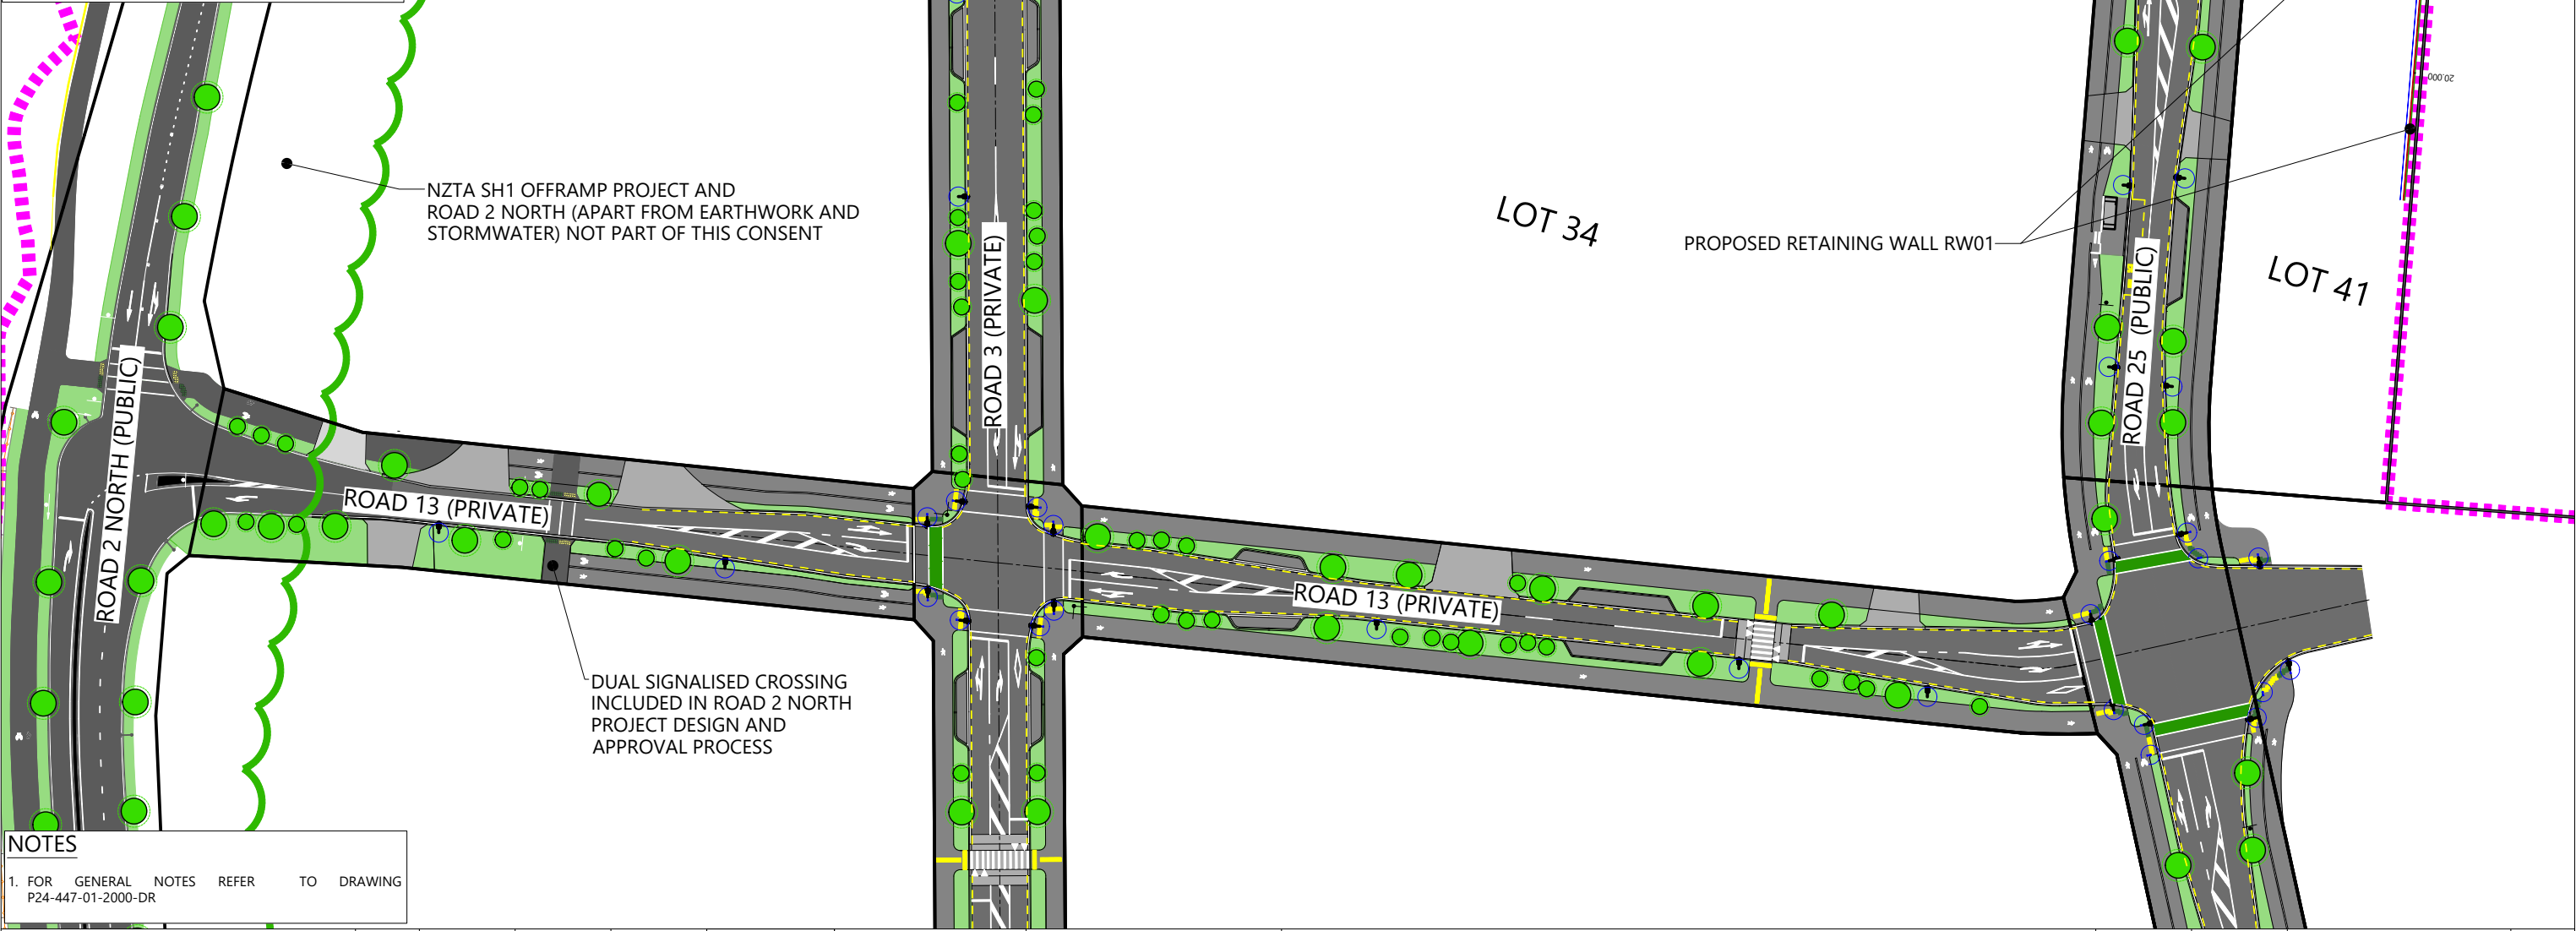 20.000
NZTA SH1 OFFRAMP PROJECT AND
ROAD 2 NORTH (APART FROM EARTHWORK AND
STORMWATER) NOT PART OF THIS CONSENT
LOT 34
PROPOSED RETAINING WALL RW01
LOT 41
ROAD 3 (PRIVATE)
ROAD 25 (PUBLIC)
ROAD 2 NORTH (PUBLIC)
ROAD 13 (PRIVATE)
ROAD 13 (PRIVATE)
DUAL SIGNALISED CROSSING
INCLUDED IN ROAD 2 NORTH
PROJECT DESIGN AND
APPROVAL PROCESS
NOTES
1. FOR GENERAL NOTES REFER TO DRAWING
P24-447-01-2000-DR